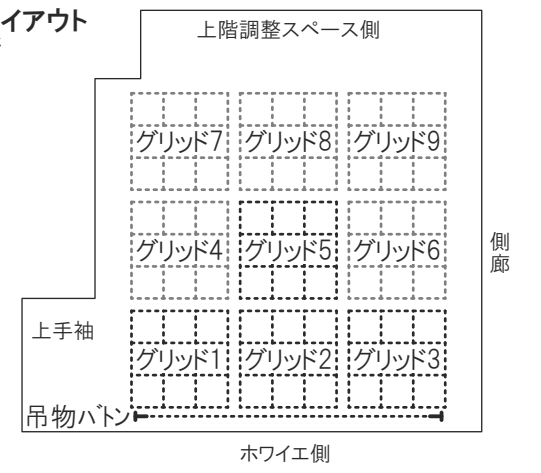 イアウト
上階調整スペース側
グリッド7 グリッド8 グリッド9
グリッド4 グリッド5 グリッド6
側廊
上手袖
グリッド1 グリッド2 グリッド3
吊物バトン
ホワイエ側